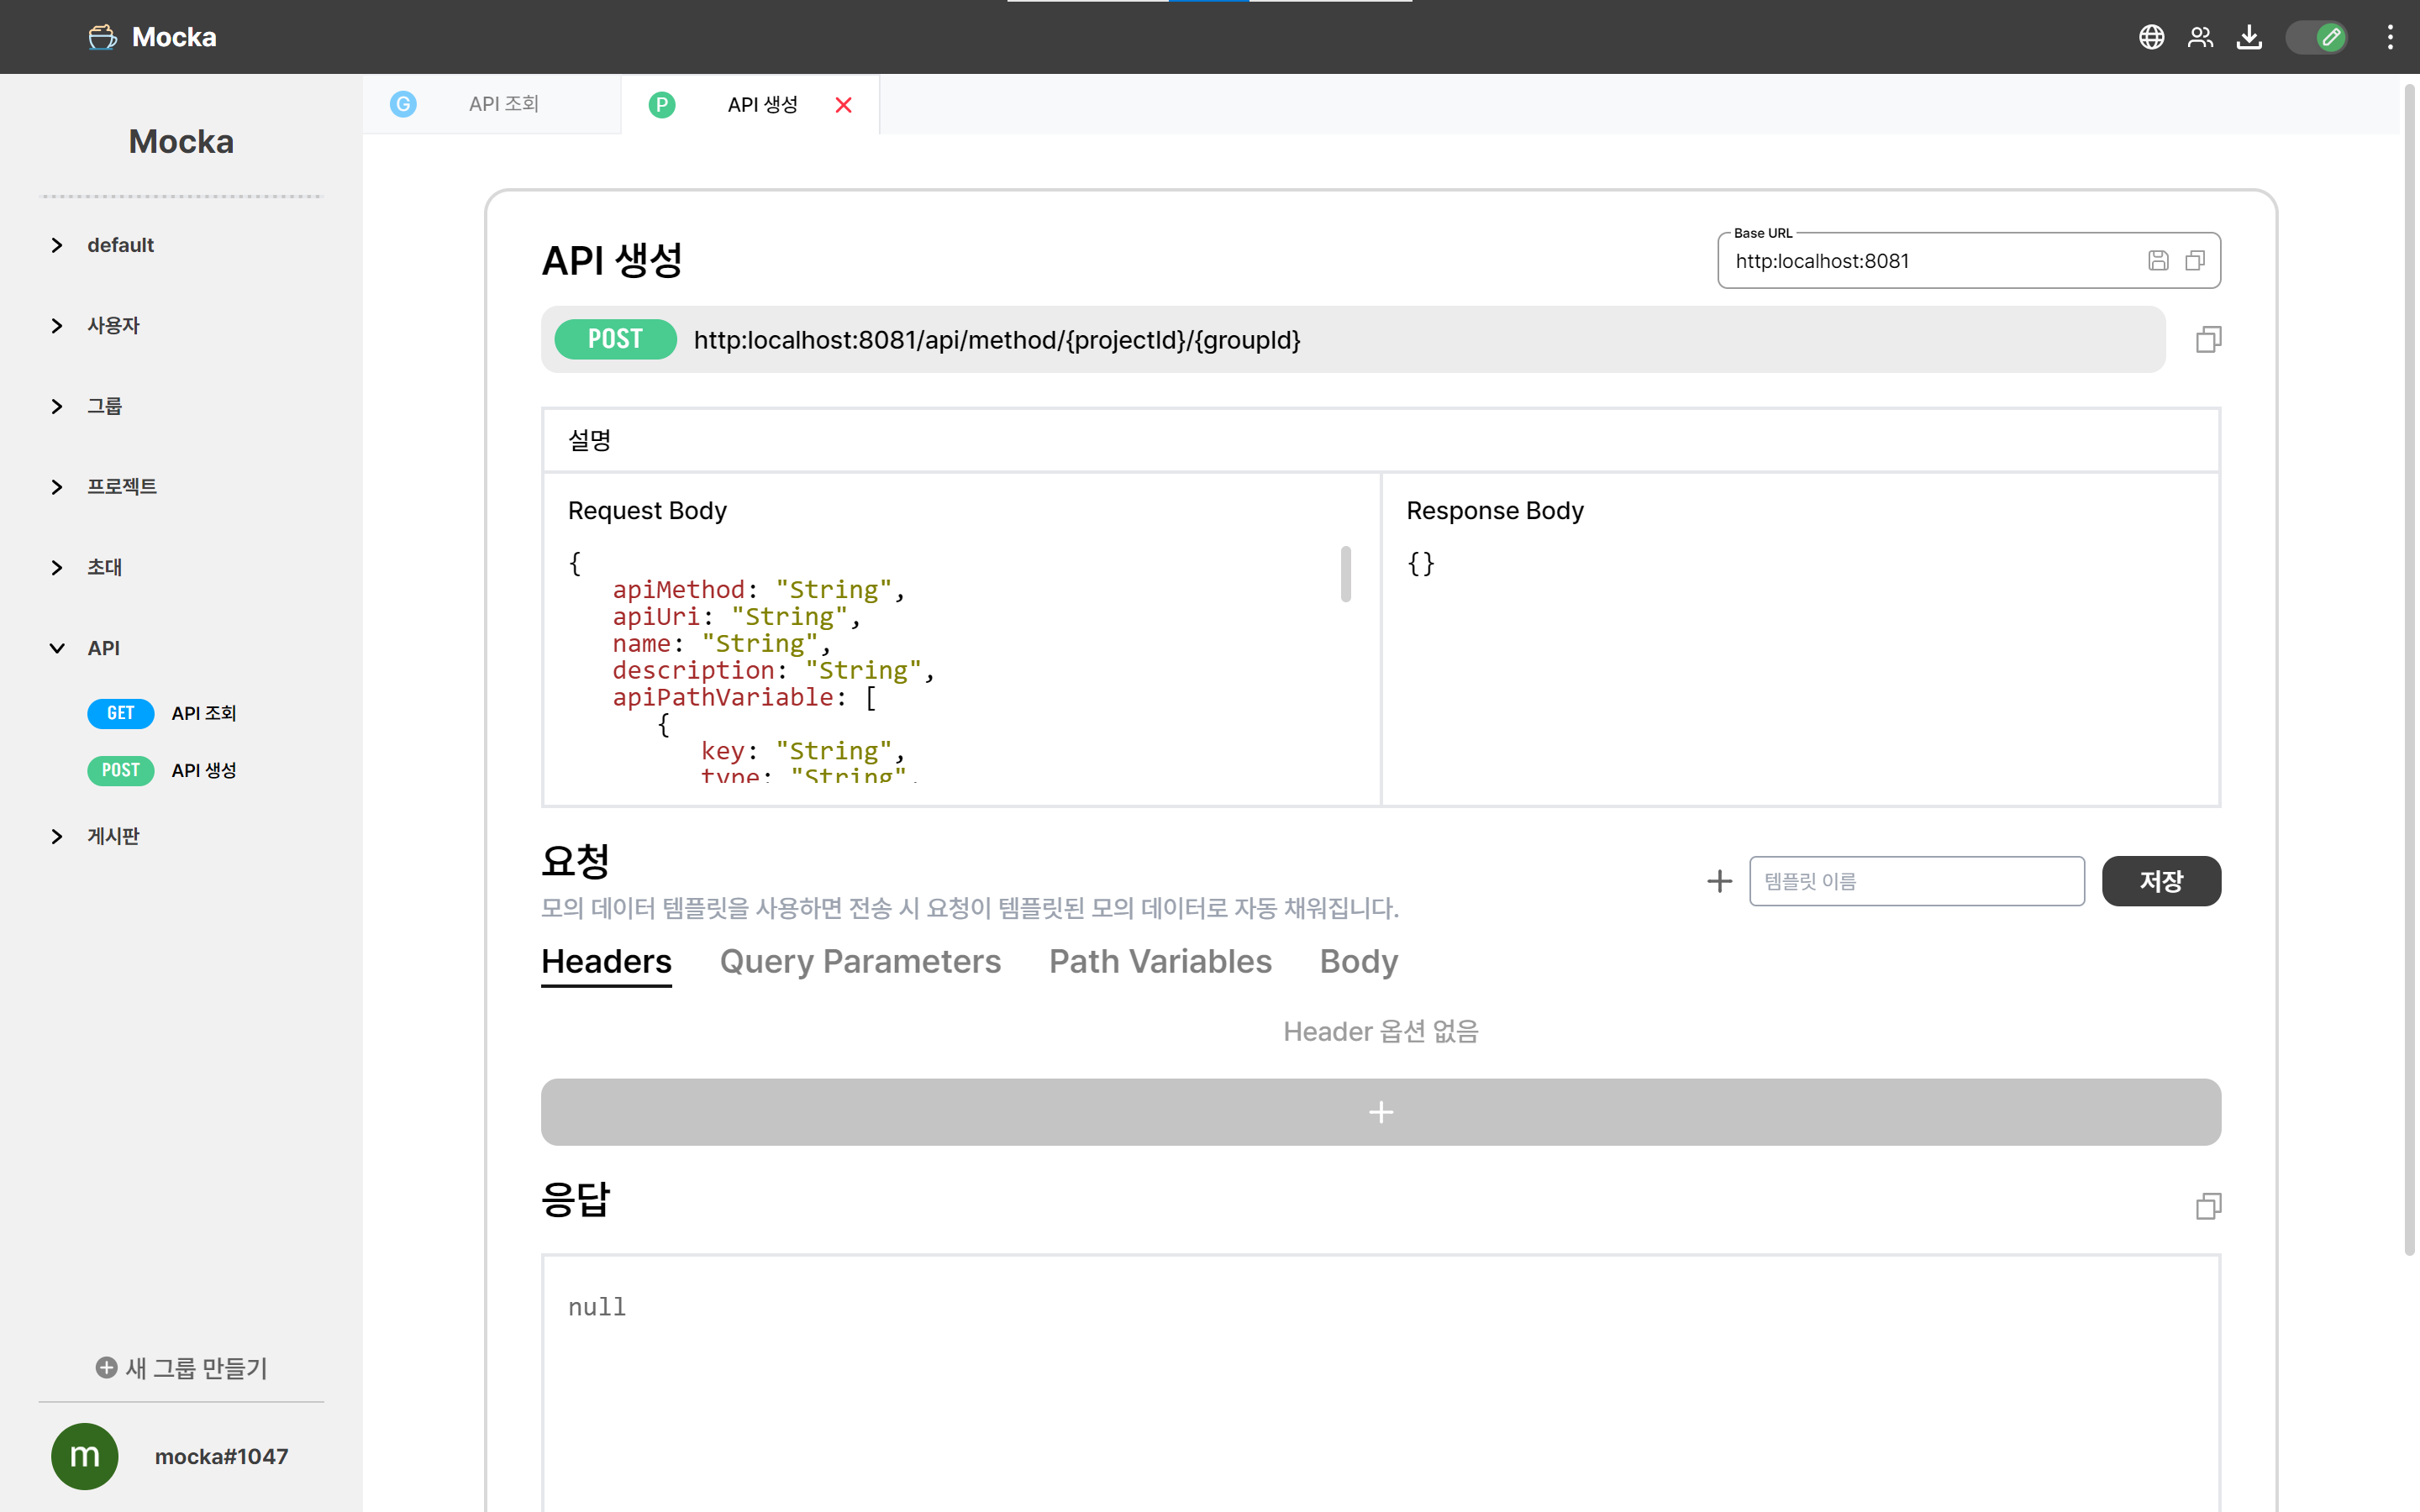 Mocka
Mocka
default
사용자
그룹
프로젝트
초대
API
GET API 조회
POST API 생성
게시판
새 그룹 만들기
m mocka#1047
G API 조회
P API 생성
API 생성
Base URL
http:localhost:8081
POST http:localhost:8081/api/method/{projectId}/{groupId}
설명
Request Body
{
apiMethod: "String",
apiUri: "String",
name: "String",
description: "String",
apiPathVariable: [
{
key: "String",
type: "String",
Response Body
{}
요청
모의 데이터 템플릿을 사용하면 전송 시 요청이 템플릿된 모의 데이터로 자동 채워집니다.
템플릿 이름
저장
Headers Query Parameters Path Variables Body
Header 옵션 없음
응답
null